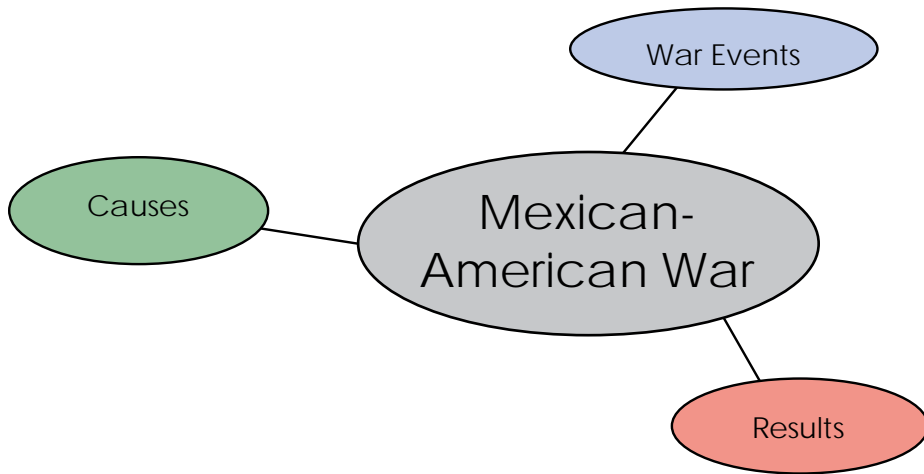 War Events
Causes
Mexican-
American War
Results